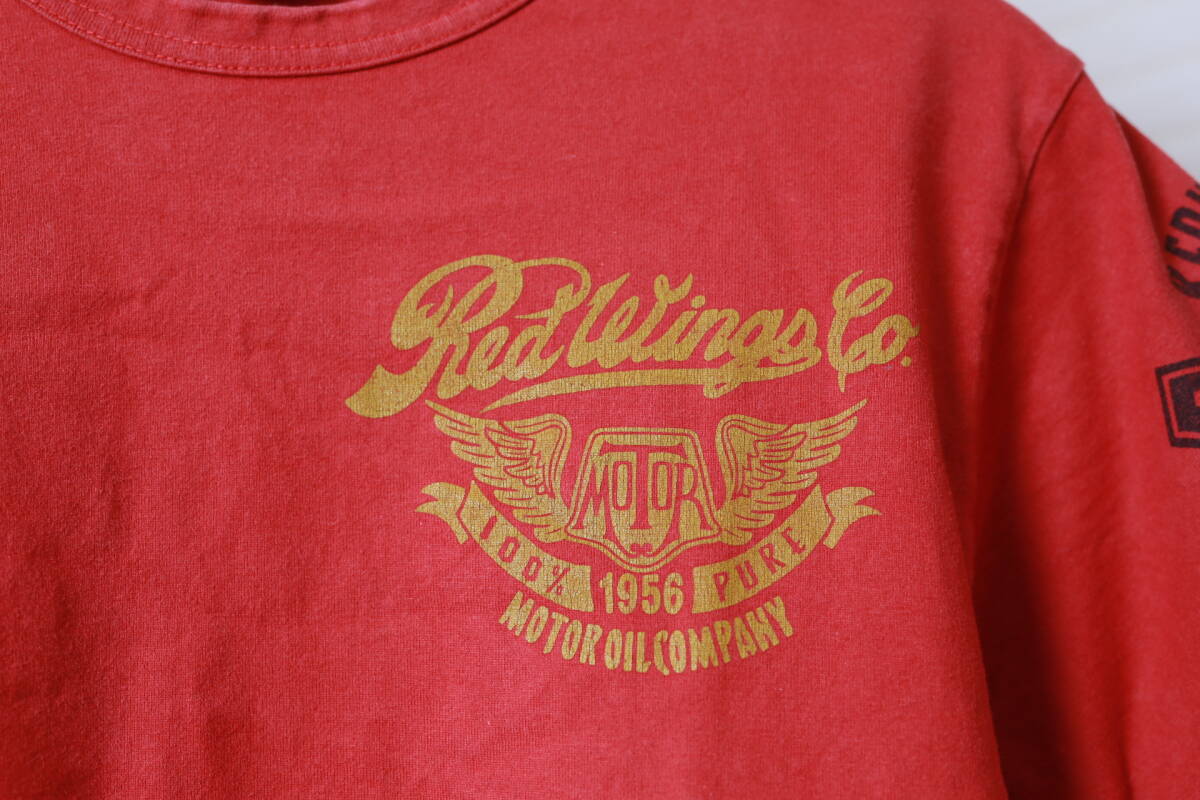 Red Wings Co.
MOTOR
100% 1956 PURE
MOTOR OIL COMPANY